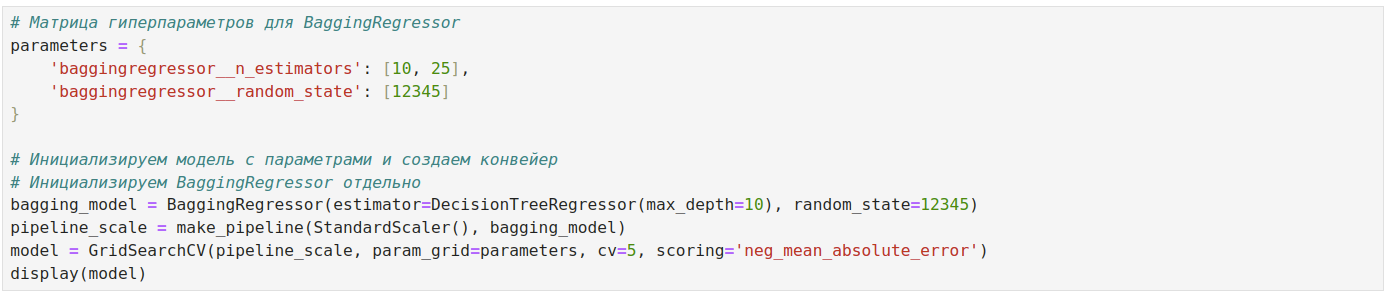 # Матрица гиперпараметров для BaggingRegressor
parameters = {
    'baggingregressor__n_estimators': [10, 25],
    'baggingregressor__random_state': [12345]
}
# Инициализируем модель с параметрами и создаем конвейер
# Инициализируем BaggingRegressor отдельно
bagging_model = BaggingRegressor(estimator=DecisionTreeRegressor(max_depth=10), random_state=12345)
pipeline_scale = make_pipeline(StandardScaler(), bagging_model)
model = GridSearchCV(pipeline_scale, param_grid=parameters, cv=5, scoring='neg_mean_absolute_error')
display(model)